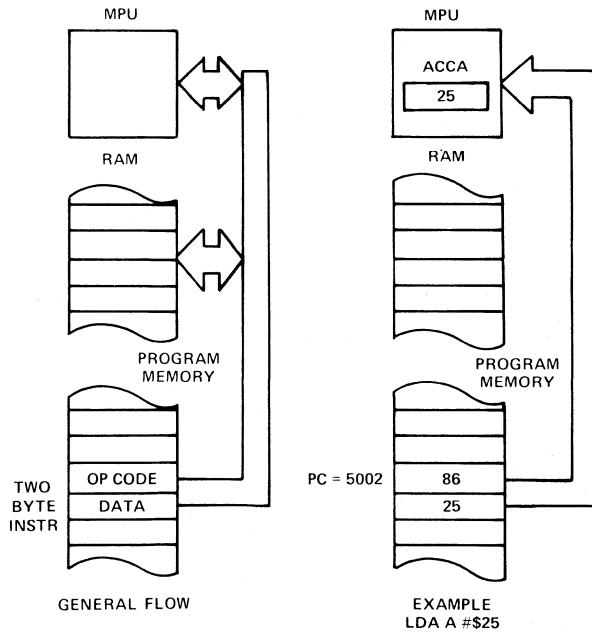 MPU
RAM
PROGRAM
MEMORY
TWO
BYTE
INSTR
OP CODE
DATA
GENERAL FLOW
MPU
ACCA
25
RAM
PROGRAM
MEMORY
PC = 5002
86
25
EXAMPLE
LDA A #$25